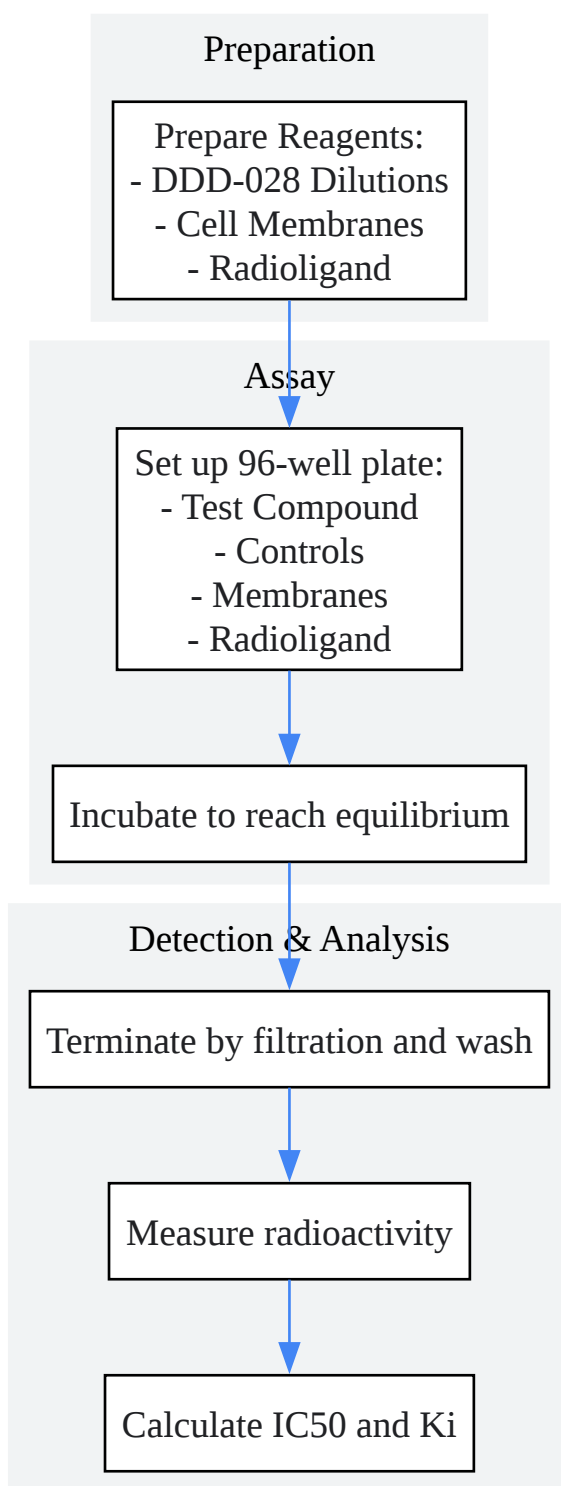 Preparation
Prepare Reagents:
- DDD-028 Dilutions
- Cell Membranes
- Radioligand
Assay
Set up 96-well plate:
- Test Compound
- Controls
- Membranes
- Radioligand
Incubate to reach equilibrium
Detection & Analysis
Terminate by filtration and wash
Measure radioactivity
Calculate IC50 and Ki